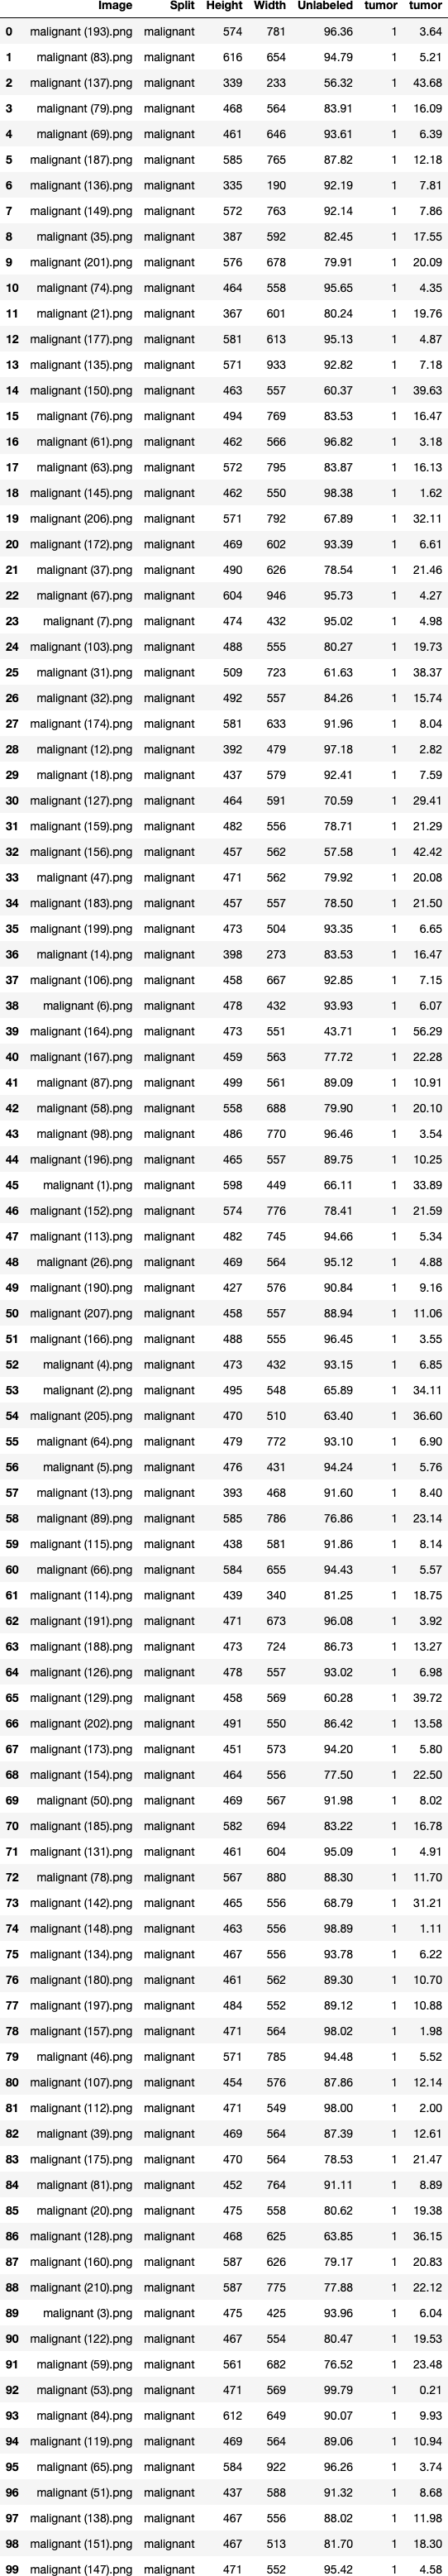 Image Split Height Width Unlabeled tumor tumor
0 malignant (193).png malignant 574 781 96.36 1 3.64
1 malignant (83).png malignant 616 654 94.79 1 5.21
2 malignant (137).png malignant 339 233 56.32 1 43.68
3 malignant (79).png malignant 468 564 83.91 1 16.09
4 malignant (69).png malignant 461 646 93.61 1 6.39
5 malignant (187).png malignant 585 765 87.82 1 12.18
6 malignant (136).png malignant 335 190 92.19 1 7.81
7 malignant (149).png malignant 572 763 92.14 1 7.86
8 malignant (35).png malignant 387 592 82.45 1 17.55
9 malignant (201).png malignant 576 678 79.91 1 20.09
10 malignant (74).png malignant 464 558 95.65 1 4.35
11 malignant (21).png malignant 367 601 80.24 1 19.76
12 malignant (177).png malignant 581 613 95.13 1 4.87
13 malignant (135).png malignant 571 933 92.82 1 7.18
14 malignant (150).png malignant 463 557 60.37 1 39.63
15 malignant (76).png malignant 494 769 83.53 1 16.47
16 malignant (61).png malignant 462 566 96.82 1 3.18
17 malignant (63).png malignant 572 795 83.87 1 16.13
18 malignant (145).png malignant 462 550 98.38 1 1.62
19 malignant (206).png malignant 571 792 67.89 1 32.11
20 malignant (172).png malignant 469 602 93.39 1 6.61
21 malignant (37).png malignant 490 626 78.54 1 21.46
22 malignant (67).png malignant 604 946 95.73 1 4.27
23 malignant (7).png malignant 474 432 95.02 1 4.98
24 malignant (103).png malignant 488 555 80.27 1 19.73
25 malignant (31).png malignant 509 723 61.63 1 38.37
26 malignant (32).png malignant 492 557 84.26 1 15.74
27 malignant (174).png malignant 581 633 91.96 1 8.04
28 malignant (12).png malignant 392 479 97.18 1 2.82
29 malignant (18).png malignant 437 579 92.41 1 7.59
30 malignant (127).png malignant 464 591 70.59 1 29.41
31 malignant (159).png malignant 482 556 78.71 1 21.29
32 malignant (156).png malignant 457 562 57.58 1 42.42
33 malignant (47).png malignant 471 562 79.92 1 20.08
34 malignant (183).png malignant 457 557 78.50 1 21.50
35 malignant (199).png malignant 473 504 93.35 1 6.65
36 malignant (14).png malignant 398 273 83.53 1 16.47
37 malignant (106).png malignant 458 667 92.85 1 7.15
38 malignant (6).png malignant 478 432 93.93 1 6.07
39 malignant (164).png malignant 473 551 43.71 1 56.29
40 malignant (167).png malignant 459 563 77.72 1 22.28
41 malignant (87).png malignant 499 561 89.09 1 10.91
42 malignant (58).png malignant 558 688 79.90 1 20.10
43 malignant (98).png malignant 486 770 96.46 1 3.54
44 malignant (196).png malignant 465 557 89.75 1 10.25
45 malignant (1).png malignant 598 449 66.11 1 33.89
46 malignant (152).png malignant 574 776 78.41 1 21.59
47 malignant (113).png malignant 482 745 94.66 1 5.34
48 malignant (26).png malignant 469 564 95.12 1 4.88
49 malignant (190).png malignant 427 576 90.84 1 9.16
50 malignant (207).png malignant 458 557 88.94 1 11.06
51 malignant (166).png malignant 488 555 96.45 1 3.55
52 malignant (4).png malignant 473 432 93.15 1 6.85
53 malignant (2).png malignant 495 548 65.89 1 34.11
54 malignant (205).png malignant 470 510 63.40 1 36.60
55 malignant (64).png malignant 479 772 93.10 1 6.90
56 malignant (5).png malignant 476 431 94.24 1 5.76
57 malignant (13).png malignant 393 468 91.60 1 8.40
58 malignant (89).png malignant 585 786 76.86 1 23.14
59 malignant (115).png malignant 438 581 91.86 1 8.14
60 malignant (66).png malignant 584 655 94.43 1 5.57
61 malignant (114).png malignant 439 340 81.25 1 18.75
62 malignant (191).png malignant 471 673 96.08 1 3.92
63 malignant (188).png malignant 473 724 86.73 1 13.27
64 malignant (126).png malignant 478 557 93.02 1 6.98
65 malignant (129).png malignant 458 569 60.28 1 39.72
66 malignant (202).png malignant 491 550 86.42 1 13.58
67 malignant (173).png malignant 451 573 94.20 1 5.80
68 malignant (154).png malignant 464 556 77.50 1 22.50
69 malignant (50).png malignant 469 567 91.98 1 8.02
70 malignant (185).png malignant 582 694 83.22 1 16.78
71 malignant (131).png malignant 461 604 95.09 1 4.91
72 malignant (78).png malignant 567 880 88.30 1 11.70
73 malignant (142).png malignant 465 556 68.79 1 31.21
74 malignant (148).png malignant 463 556 98.89 1 1.11
75 malignant (134).png malignant 467 556 93.78 1 6.22
76 malignant (180).png malignant 461 562 89.30 1 10.70
77 malignant (197).png malignant 484 552 89.12 1 10.88
78 malignant (157).png malignant 471 564 98.02 1 1.98
79 malignant (46).png malignant 571 785 94.48 1 5.52
80 malignant (107).png malignant 454 576 87.86 1 12.14
81 malignant (112).png malignant 471 549 98.00 1 2.00
82 malignant (39).png malignant 469 564 87.39 1 12.61
83 malignant (175).png malignant 470 564 78.53 1 21.47
84 malignant (81).png malignant 452 764 91.11 1 8.89
85 malignant (20).png malignant 475 558 80.62 1 19.38
86 malignant (128).png malignant 468 625 63.85 1 36.15
87 malignant (160).png malignant 587 626 79.17 1 20.83
88 malignant (210).png malignant 587 775 77.88 1 22.12
89 malignant (3).png malignant 475 425 93.96 1 6.04
90 malignant (122).png malignant 467 554 80.47 1 19.53
91 malignant (59).png malignant 561 682 76.52 1 23.48
92 malignant (53).png malignant 471 569 99.79 1 0.21
93 malignant (84).png malignant 612 649 90.07 1 9.93
94 malignant (119).png malignant 469 564 89.06 1 10.94
95 malignant (65).png malignant 584 922 96.26 1 3.74
96 malignant (51).png malignant 437 588 91.32 1 8.68
97 malignant (138).png malignant 467 556 88.02 1 11.98
98 malignant (151).png malignant 467 513 81.70 1 18.30
99 malignant (147).png malignant 471 552 95.42 1 4.58